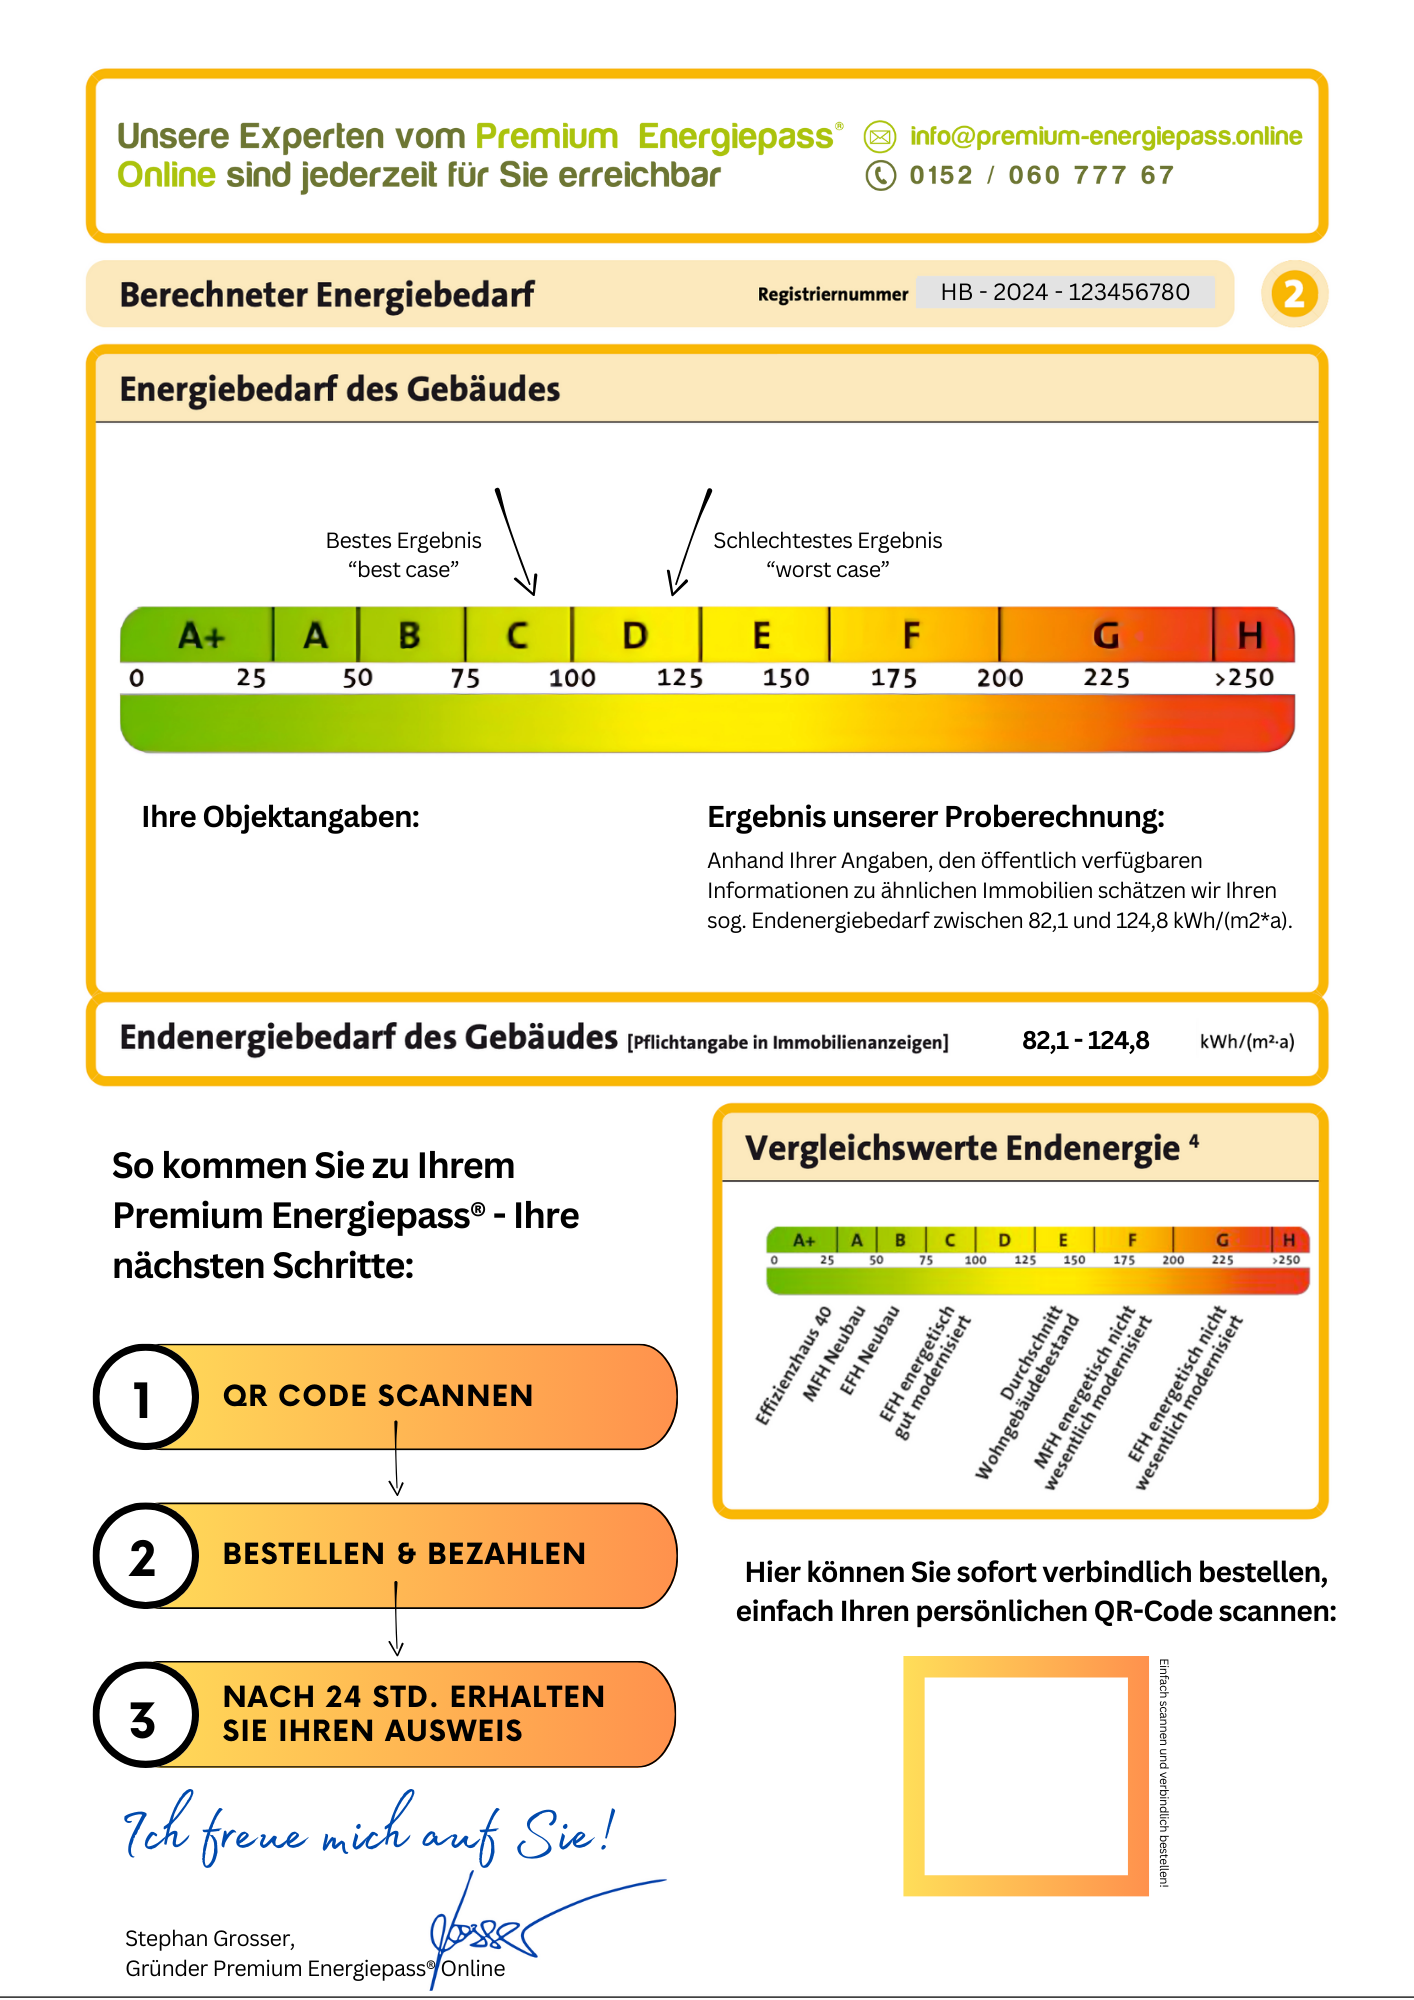 Unsere Experten vom Premium Energiepass®
Online sind jederzeit für Sie erreichbar
info@premium-energiepass.online
0152 / 060 777 67
Berechneter Energiebedarf
Registriernummer HB - 2024 - 123456780
2
Energiebedarf des Gebäudes
Bestes Ergebnis
“best case”
Schlechtestes Ergebnis
“worst case”
A+ A B C D E F G H
0 25 50 75 100 125 150 175 200 225 >250
Ihre Objektangaben:
Ergebnis unserer Proberechnung:
Anhand Ihrer Angaben, den öffentlich verfügbaren
Informationen zu ähnlichen Immobilien schätzen wir Ihren
sog. Endenergiebedarf zwischen 82,1 und 124,8 kWh/(m2*a).
Endenergiebedarf des Gebäudes [Pflichtangabe in Immobilienanzeigen] 82,1 - 124,8 kWh/(m²·a)
So kommen Sie zu Ihrem
Premium Energiepass® - Ihre
nächsten Schritte:
1
QR CODE SCANNEN
2
BESTELLEN & BEZAHLEN
3
NACH 24 STD. ERHALTEN
SIE IHREN AUSWEIS
Vergleichswerte Endenergie 4
A+ A B C D E F G H
0 25 50 75 100 125 150 175 200 225 >250
Effizienzhaus 40
MFH Neubau
EFH Neubau
EFH energetisch
gut modernisiert
Durchschnitt
Wohngebäudebestand
MFH energetisch nicht
wesentlich modernisiert
EFH energetisch nicht
wesentlich modernisiert
Hier können Sie sofort verbindlich bestellen,
einfach Ihren persönlichen QR-Code scannen:
Einfach scannen und verbindlich bestellen!
Ich freue mich auf Sie!
Grosser
Stephan Grosser,
Gründer Premium Energiepass® Online